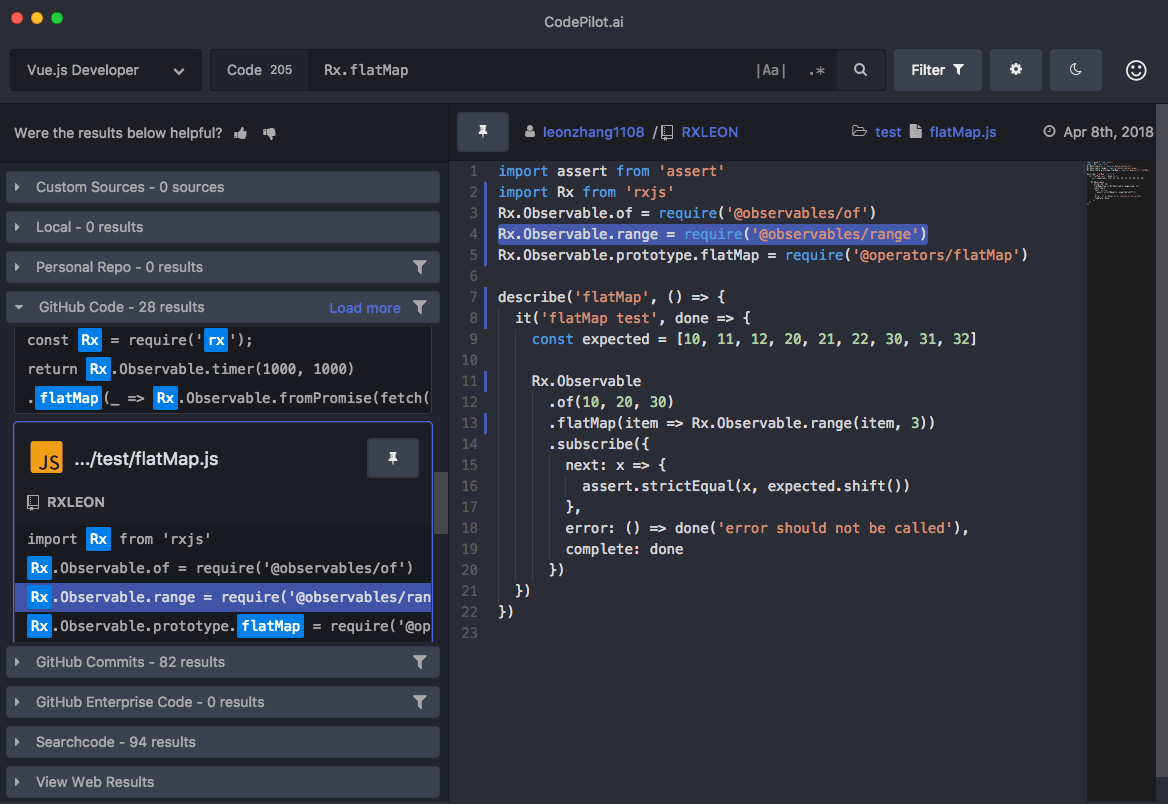 CodePilot.ai
Vue.js Developer
Code 205
Rx.flatMap
|Aa| .*
Filter
Were the results below helpful?
Custom Sources - 0 sources
Local - 0 results
Personal Repo - 0 results
GitHub Code - 28 results Load more
const Rx = require('rx');
return Rx.Observable.timer(1000, 1000)
.flatMap(_ => Rx.Observable.fromPromise(fetch(
JS .../test/flatMap.js
RXLEON
import Rx from 'rxjs'
Rx.Observable.of = require('@observables/of')
Rx.Observable.range = require('@observables/ran
Rx.Observable.prototype.flatMap = require('@op
GitHub Commits - 82 results
GitHub Enterprise Code - 0 results
Searchcode - 94 results
View Web Results
leonzhang1108 / RXLEON test flatMap.js Apr 8th, 2018
1 import assert from 'assert'
2 import Rx from 'rxjs'
3 Rx.Observable.of = require('@observables/of')
4 Rx.Observable.range = require('@observables/range')
5 Rx.Observable.prototype.flatMap = require('@operators/flatMap')
6
7 describe('flatMap', () => {
8 it('flatMap test', done => {
9 const expected = [10, 11, 12, 20, 21, 22, 30, 31, 32]
10
11 Rx.Observable
12 .of(10, 20, 30)
13 .flatMap(item => Rx.Observable.range(item, 3))
14 .subscribe({
15 next: x => {
16 assert.strictEqual(x, expected.shift())
17 },
18 error: () => done('error should not be called'),
19 complete: done
20 })
21 })
22 })
23